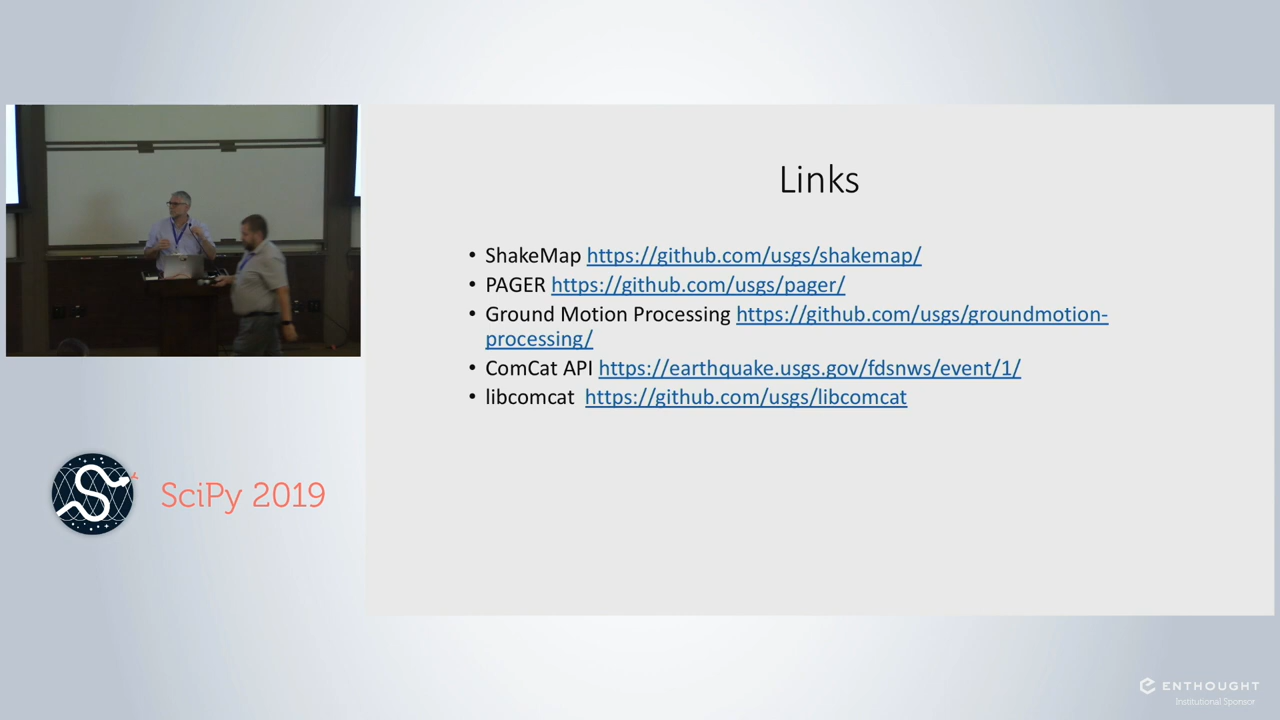 Links
• ShakeMap https://github.com/usgs/shakemap/
• PAGER https://github.com/usgs/pager/
• Ground Motion Processing https://github.com/usgs/groundmotion-
processing/
• ComCat API https://earthquake.usgs.gov/fdsnws/event/1/
• libcomcat https://github.com/usgs/libcomcat
SciPy 2019
ENTHOUGHT
Institutional Sponsor